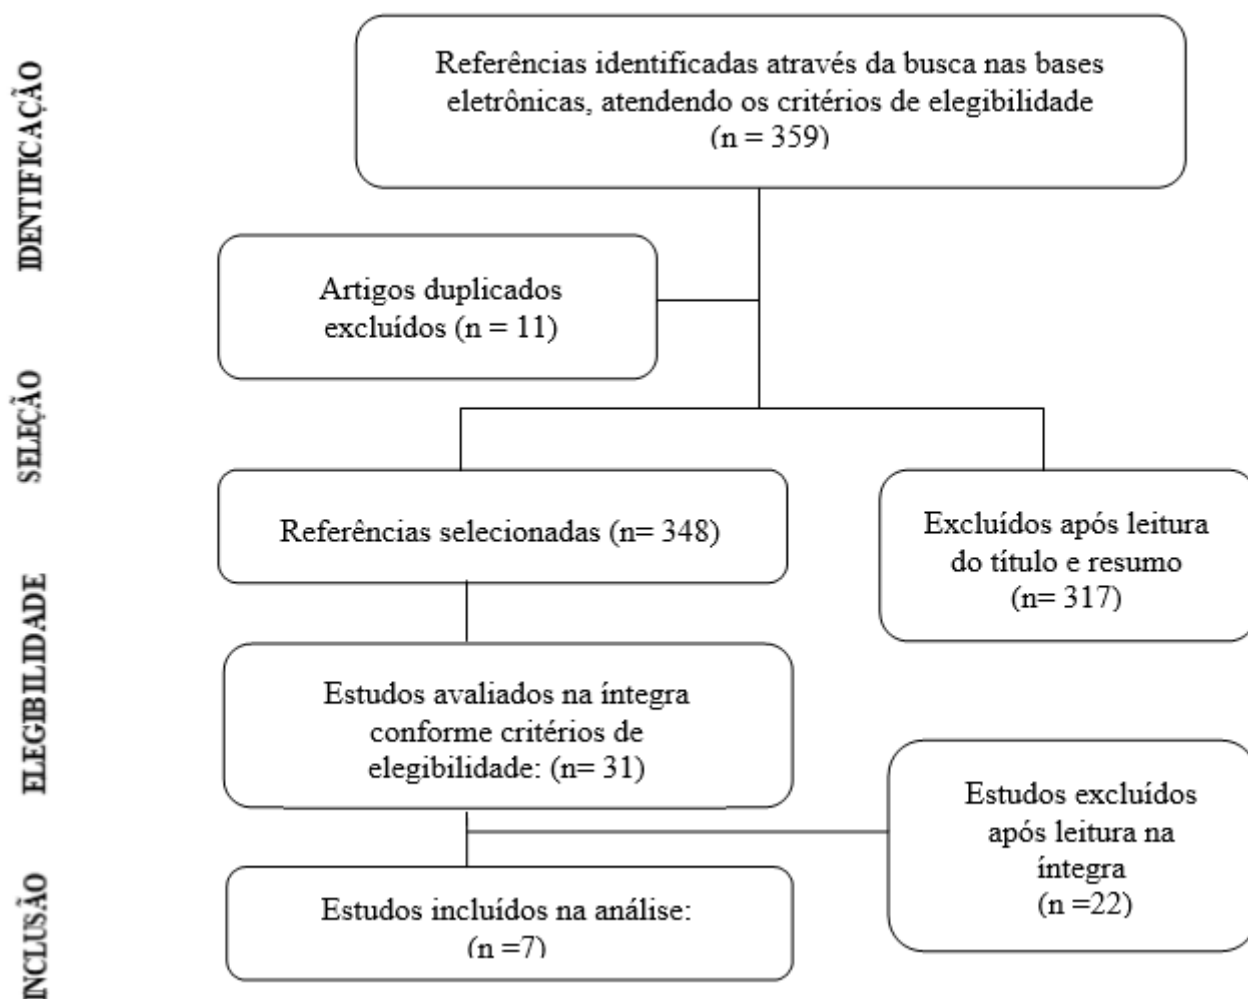 IDENTIFICAÇÃO
Referências identificadas através da busca nas bases
eletrônicas, atendendo os critérios de elegibilidade
(n = 359)
Artigos duplicados
excluídos (n = 11)
SELEÇÃO
Referências selecionadas (n= 348)
Excluídos após leitura
do título e resumo
(n= 317)
ELEGIBILIDADE
Estudos avaliados na íntegra
conforme critérios de
elegibilidade: (n= 31)
Estudos excluídos
após leitura na
íntegra
(n =22)
INCLUSÃO
Estudos incluídos na análise:
(n =7)